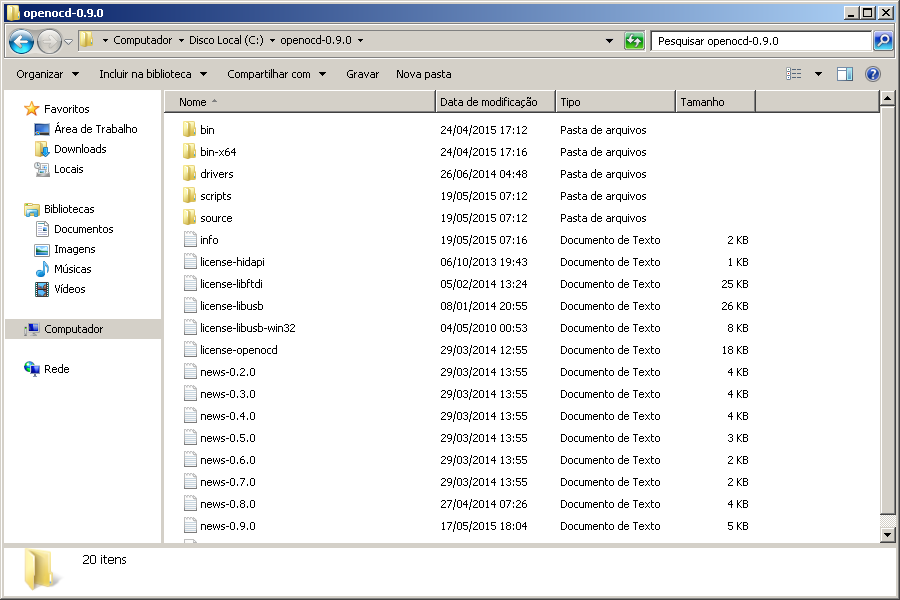 openocd-0.9.0
Computador Disco Local (C:) openocd-0.9.0 Pesquisar openocd-0.9.0
Organizar Incluir na biblioteca Compartilhar com Gravar Nova pasta
Nome Data de modificação Tipo Tamanho
Favoritos
Área de Trabalho
Downloads
Locais
Bibliotecas
Documentos
Imagens
Músicas
Vídeos
Computador
Rede
bin 24/04/2015 17:12 Pasta de arquivos
bin-x64 24/04/2015 17:16 Pasta de arquivos
drivers 26/06/2014 04:48 Pasta de arquivos
scripts 19/05/2015 07:12 Pasta de arquivos
source 19/05/2015 07:12 Pasta de arquivos
info 19/05/2015 07:16 Documento de Texto 2 KB
license-hidapi 06/10/2013 19:43 Documento de Texto 1 KB
license-libftdi 05/02/2014 13:24 Documento de Texto 25 KB
license-libusb 08/01/2014 20:55 Documento de Texto 26 KB
license-libusb-win32 04/05/2010 00:53 Documento de Texto 8 KB
license-openocd 29/03/2014 12:55 Documento de Texto 18 KB
news-0.2.0 29/03/2014 13:55 Documento de Texto 4 KB
news-0.3.0 29/03/2014 13:55 Documento de Texto 4 KB
news-0.4.0 29/03/2014 13:55 Documento de Texto 4 KB
news-0.5.0 29/03/2014 13:55 Documento de Texto 3 KB
news-0.6.0 29/03/2014 13:55 Documento de Texto 2 KB
news-0.7.0 29/03/2014 13:55 Documento de Texto 2 KB
news-0.8.0 27/04/2014 07:26 Documento de Texto 4 KB
news-0.9.0 17/05/2015 18:04 Documento de Texto 5 KB
20 itens